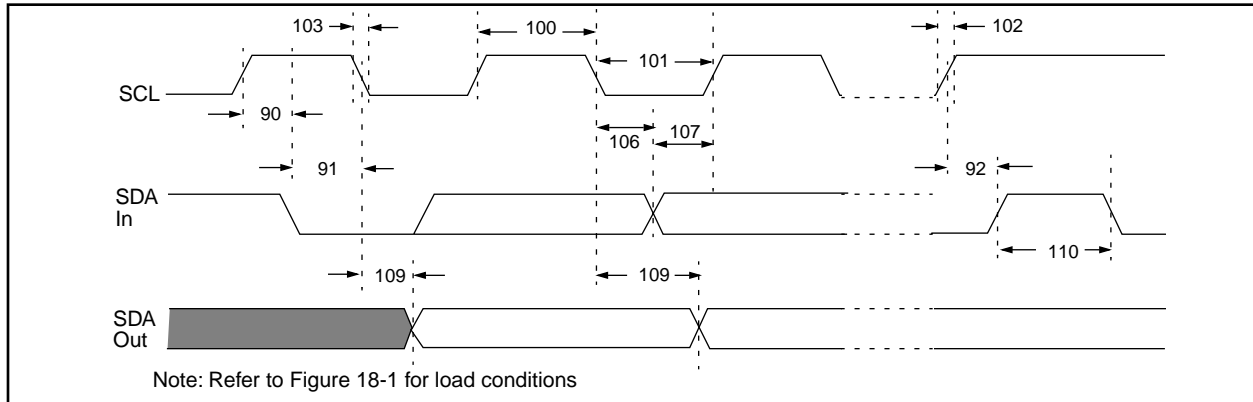 103
100
101
102
SCL
90
106
107
91
92
SDA
In
109
109
110
SDA
Out
Note: Refer to Figure 18-1 for load conditions